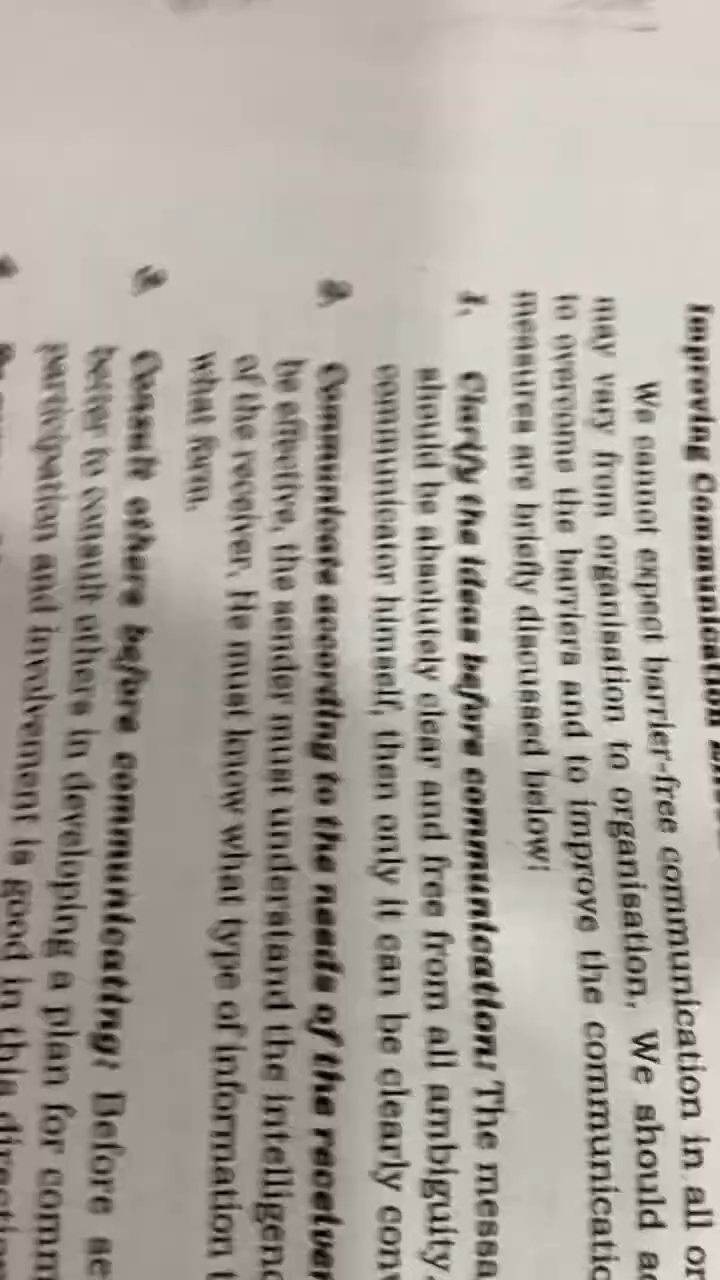 Improving Communication
We cannot expect barrier-free communication in all or
may vary from organisation to organisation. We should a
to overcome the barriers and to improve the communicatio
measures are briefly discussed below:
1. Clarify the ideas before communication: The messa
should be absolutely clear and free from all ambiguity
communicator himself, then only it can be clearly conv
2. Communicate according to the needs of the receiver
be effective, the sender must understand the intelligenc
of the receiver. He must know what type of information t
what form.
3. Consult others before communicating: Before se
better to consult others in developing a plan for comm
participation and involvement is good in this direction